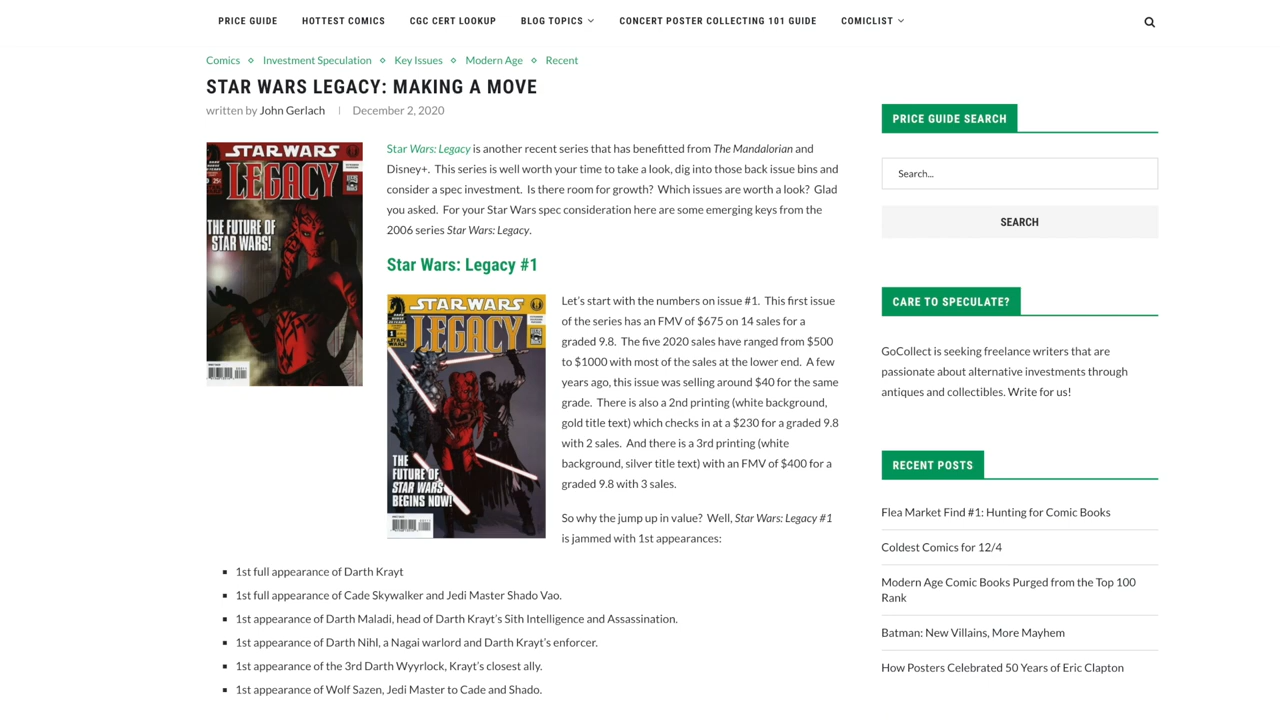 PRICE GUIDE HOTTEST COMICS CGC CERT LOOKUP BLOG TOPICS CONCERT POSTER COLLECTING 101 GUIDE COMICLIST
Comics ⋄ Investment Speculation ⋄ Key Issues ⋄ Modern Age ⋄ Recent
STAR WARS LEGACY: MAKING A MOVE
written by John Gerlach | December 2, 2020
STAR WARS
LEGACY
25¢
THE FUTURE OF
STAR WARS!
Star Wars: Legacy is another recent series that has benefitted from The Mandalorian and
Disney+. This series is well worth your time to take a look, dig into those back issue bins and
consider a spec investment. Is there room for growth? Which issues are worth a look? Glad
you asked. For your Star Wars spec consideration here are some emerging keys from the
2006 series Star Wars: Legacy.
Star Wars: Legacy #1
STAR WARS
LEGACY
1
THE
FUTURE OF
STAR WARS
BEGINS NOW!
Let's start with the numbers on issue #1. This first issue
of the series has an FMV of $675 on 14 sales for a
graded 9.8. The five 2020 sales have ranged from $500
to $1000 with most of the sales at the lower end. A few
years ago, this issue was selling around $40 for the same
grade. There is also a 2nd printing (white background,
gold title text) which checks in at a $230 for a graded 9.8
with 2 sales. And there is a 3rd printing (white
background, silver title text) with an FMV of $400 for a
graded 9.8 with 3 sales.
So why the jump up in value? Well, Star Wars: Legacy #1
is jammed with 1st appearances:
▪ 1st full appearance of Darth Krayt
▪ 1st full appearance of Cade Skywalker and Jedi Master Shado Vao.
▪ 1st appearance of Darth Maladi, head of Darth Krayt's Sith Intelligence and Assassination.
▪ 1st appearance of Darth Nihl, a Nagai warlord and Darth Krayt's enforcer.
▪ 1st appearance of the 3rd Darth Wyyrlock, Krayt's closest ally.
▪ 1st appearance of Wolf Sazen, Jedi Master to Cade and Shado.
PRICE GUIDE SEARCH
Search...
SEARCH
CARE TO SPECULATE?
GoCollect is seeking freelance writers that are
passionate about alternative investments through
antiques and collectibles. Write for us!
RECENT POSTS
Flea Market Find #1: Hunting for Comic Books
Coldest Comics for 12/4
Modern Age Comic Books Purged from the Top 100
Rank
Batman: New Villains, More Mayhem
How Posters Celebrated 50 Years of Eric Clapton